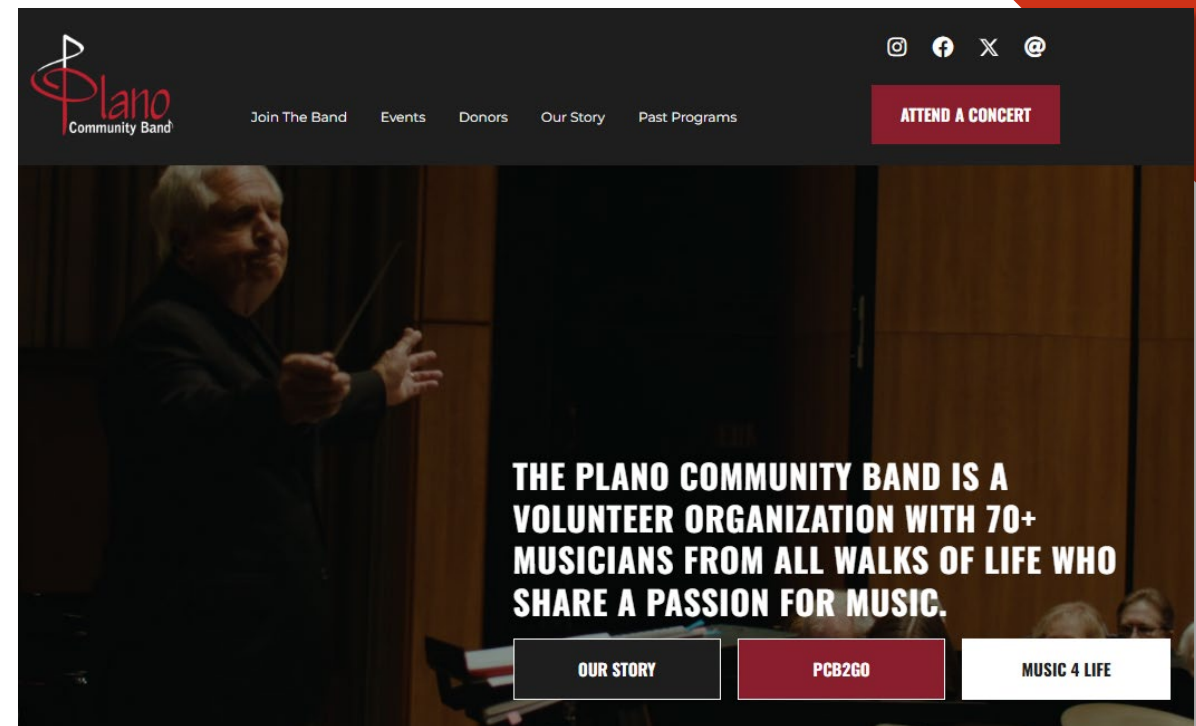 Plano
Community Band
Join The Band Events Donors Our Story Past Programs
ATTEND A CONCERT
THE PLANO COMMUNITY BAND IS A
VOLUNTEER ORGANIZATION WITH 70+
MUSICIANS FROM ALL WALKS OF LIFE WHO
SHARE A PASSION FOR MUSIC.
OUR STORY PCB2GO MUSIC 4 LIFE